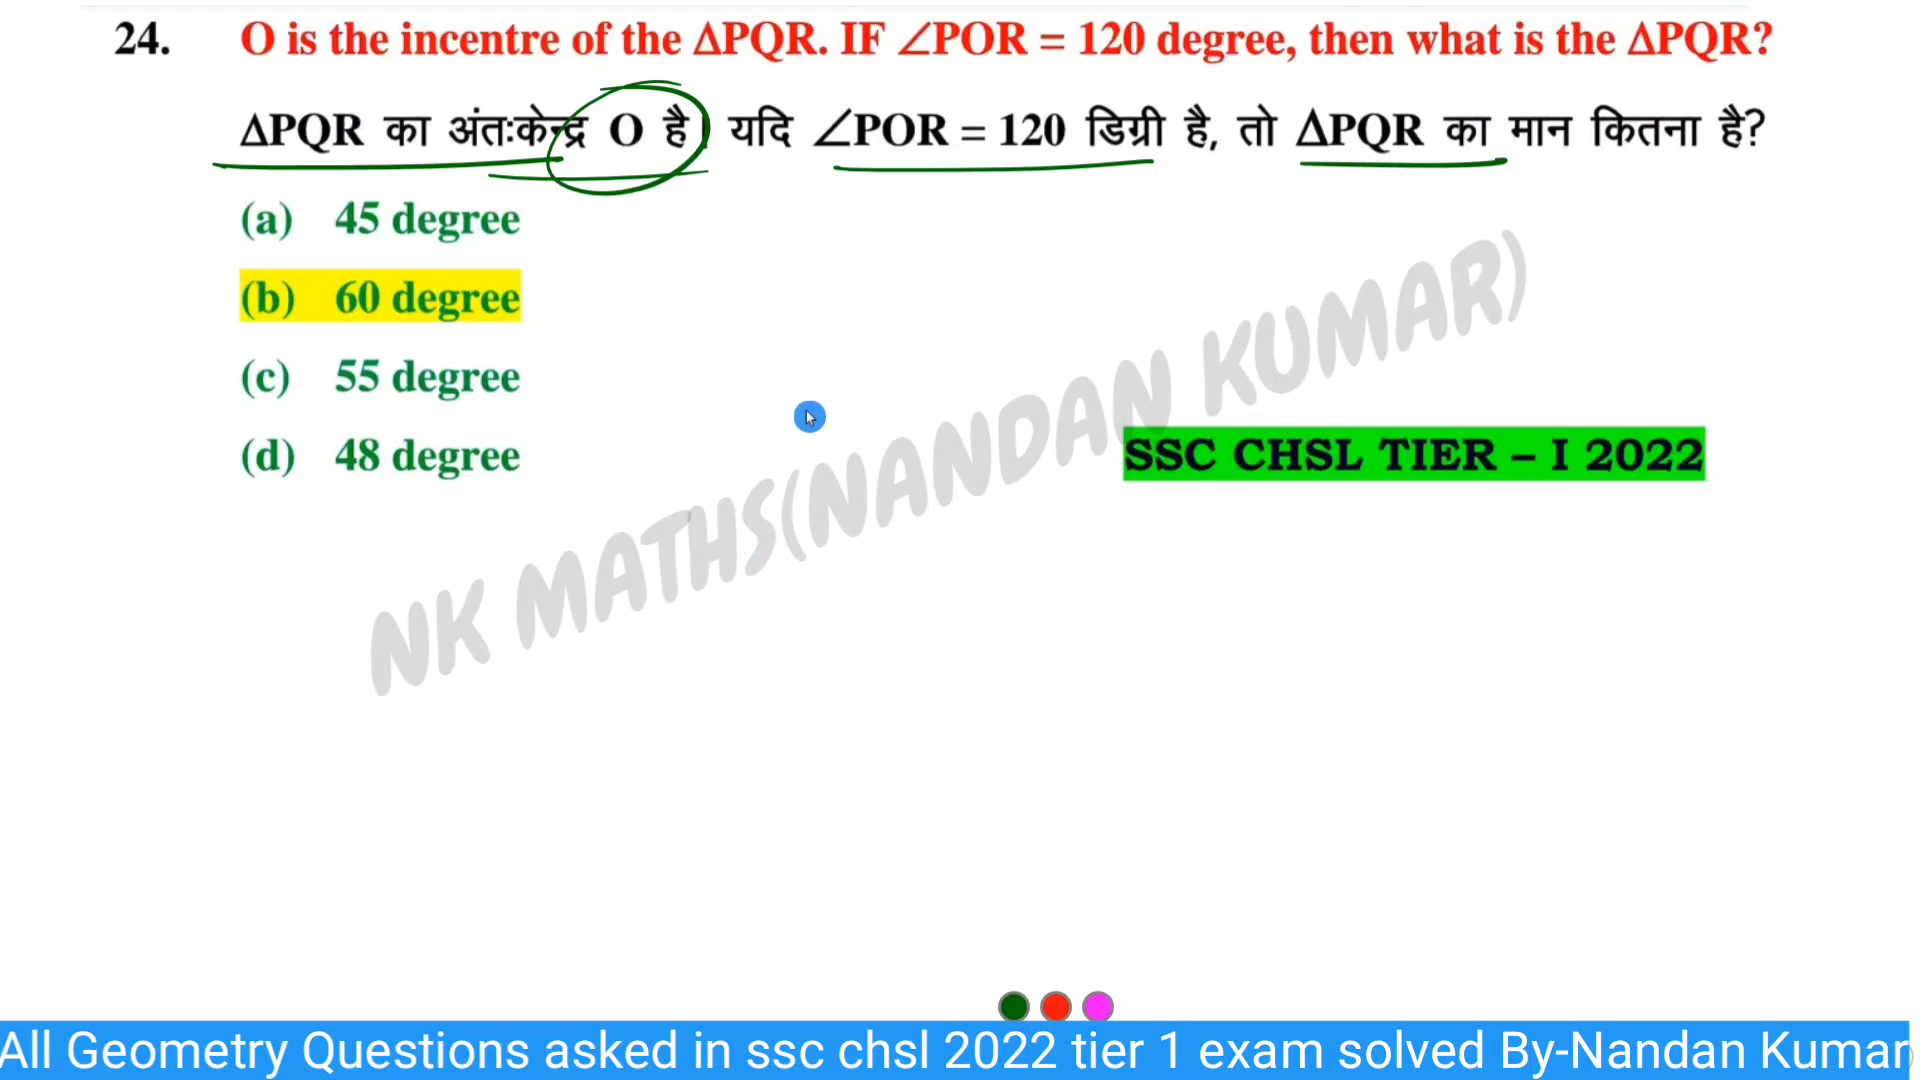 24. O is the incentre of the ΔPQR. IF ∠POR = 120 degree, then what is the ΔPQR?
ΔPQR का अंतःकेन्द्र O है। यदि ∠POR = 120 डिग्री है, तो ΔPQR का मान कितना है?
(a) 45 degree
(b) 60 degree
(c) 55 degree
(d) 48 degree
SSC CHSL TIER – I 2022
NK MATHS(NANDAN KUMAR)
All Geometry Questions asked in ssc chsl 2022 tier 1 exam solved By-Nandan Kumar